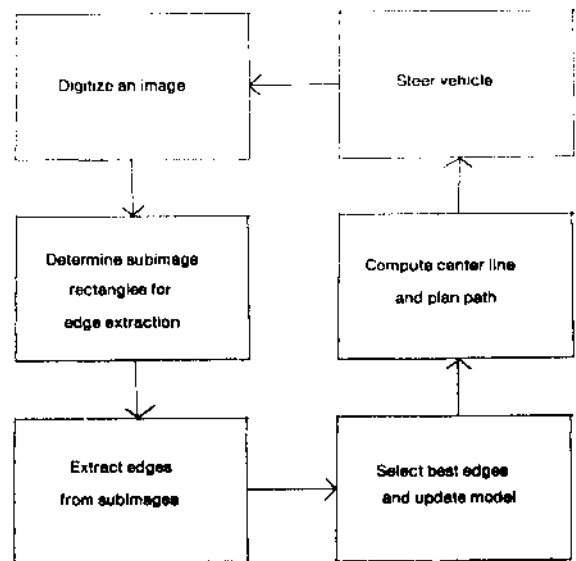 Digitize an image
Steer vehicle
Determine subimage
rectangles for
edge extraction
Compute center line
and plan path
Extract edges
from subimages
Select best edges
and update model